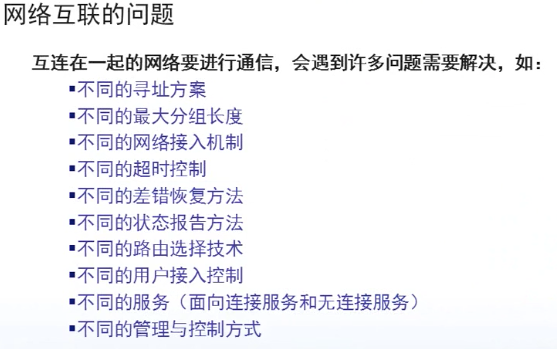 网络互联的问题
互连在一起的网络要进行通信，会遇到许多问题需要解决，如：
▪不同的寻址方案
▪不同的最大分组长度
▪不同的网络接入机制
▪不同的超时控制
▪不同的差错恢复方法
▪不同的状态报告方法
▪不同的路由选择技术
▪不同的用户接入控制
▪不同的服务（面向连接服务和无连接服务）
▪不同的管理与控制方式